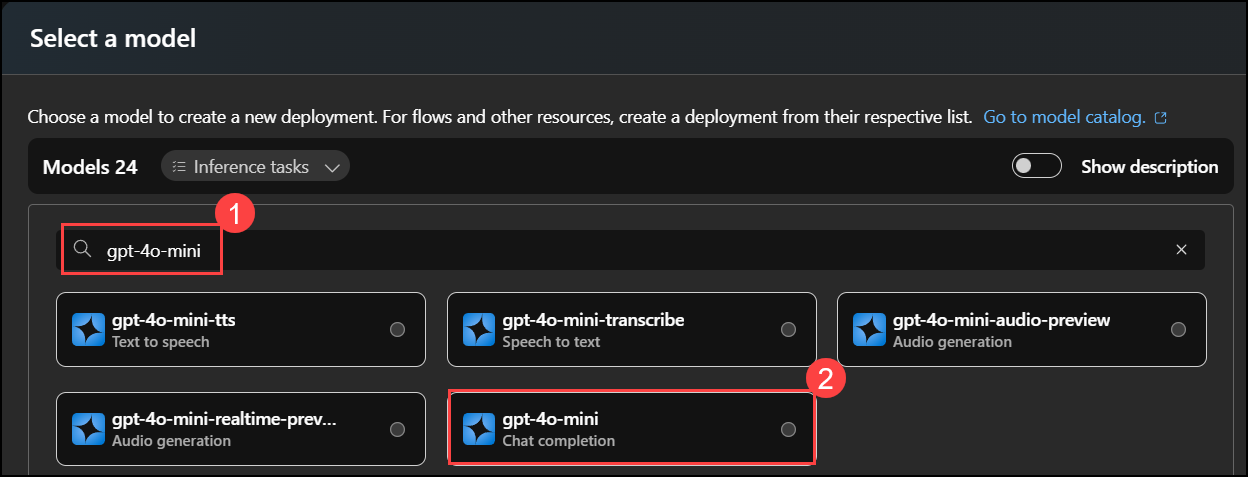 Select a model
Choose a model to create a new deployment. For flows and other resources, create a deployment from their respective list. Go to model catalog.
Models 24 Inference tasks Show description
1
gpt-4o-mini
gpt-4o-mini-tts
Text to speech
gpt-4o-mini-transcribe
Speech to text
gpt-4o-mini-audio-preview
Audio generation
2
gpt-4o-mini-realtime-prev...
Audio generation
gpt-4o-mini
Chat completion